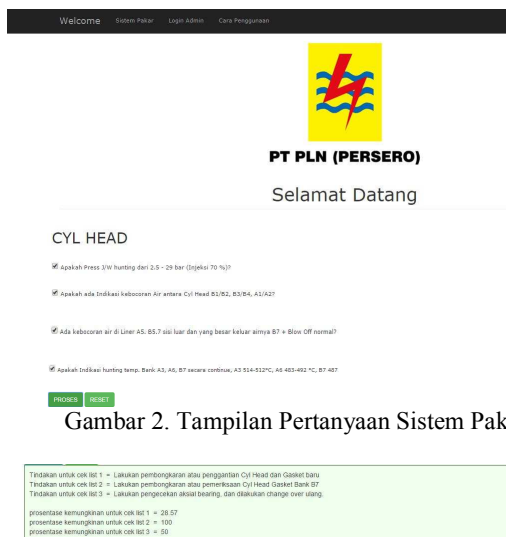 Welcome Sistem Pakar Login Admin Cara Penggunaan
PT PLN (PERSERO)
Selamat Datang
CYL HEAD
Apakah Press J/W hunting dari 2,5 - 29 bar (Injeksi 70 %)?
Apakah ada Indikasi kebocoran Air antara Cyl Head B1/B2, B3/B4, A1/A2?
Ada kebocoran air di Liner A5. B5.7 sisi luar dan yang besar keluar airnya B7 + Blow Off normal?
Apakah Indikasi hunting temp. Bank A3, A6, B7 secara continue, A3 514-512°C, A6 483-492 °C, B7 487
PROSES RESET
Gambar 2. Tampilan Pertanyaan Sistem Pak
Tindakan untuk cek list 1 = Lakukan pembongkaran atau penggantian Cyl Head dan Gasket baru
Tindakan untuk cek list 2 = Lakukan pembongkaran atau pemeriksaan Cyl Head Gasket Bank B7
Tindakan untuk cek list 3 = Lakukan pengecekan aksial bearing, dan dilakukan change over ulang.
prosentase kemungkinan untuk cek list 1 = 28.57
prosentase kemungkinan untuk cek list 2 = 100
prosentase kemungkinan untuk cek list 3 = 50